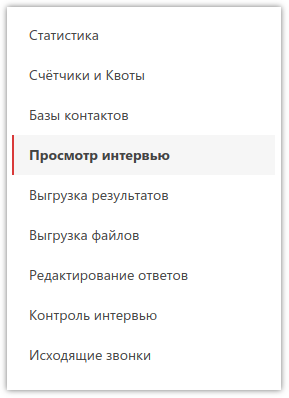 Статистика
Счётчики и Квоты
Базы контактов
Просмотр интервью
Выгрузка результатов
Выгрузка файлов
Редактирование ответов
Контроль интервью
Исходящие звонки